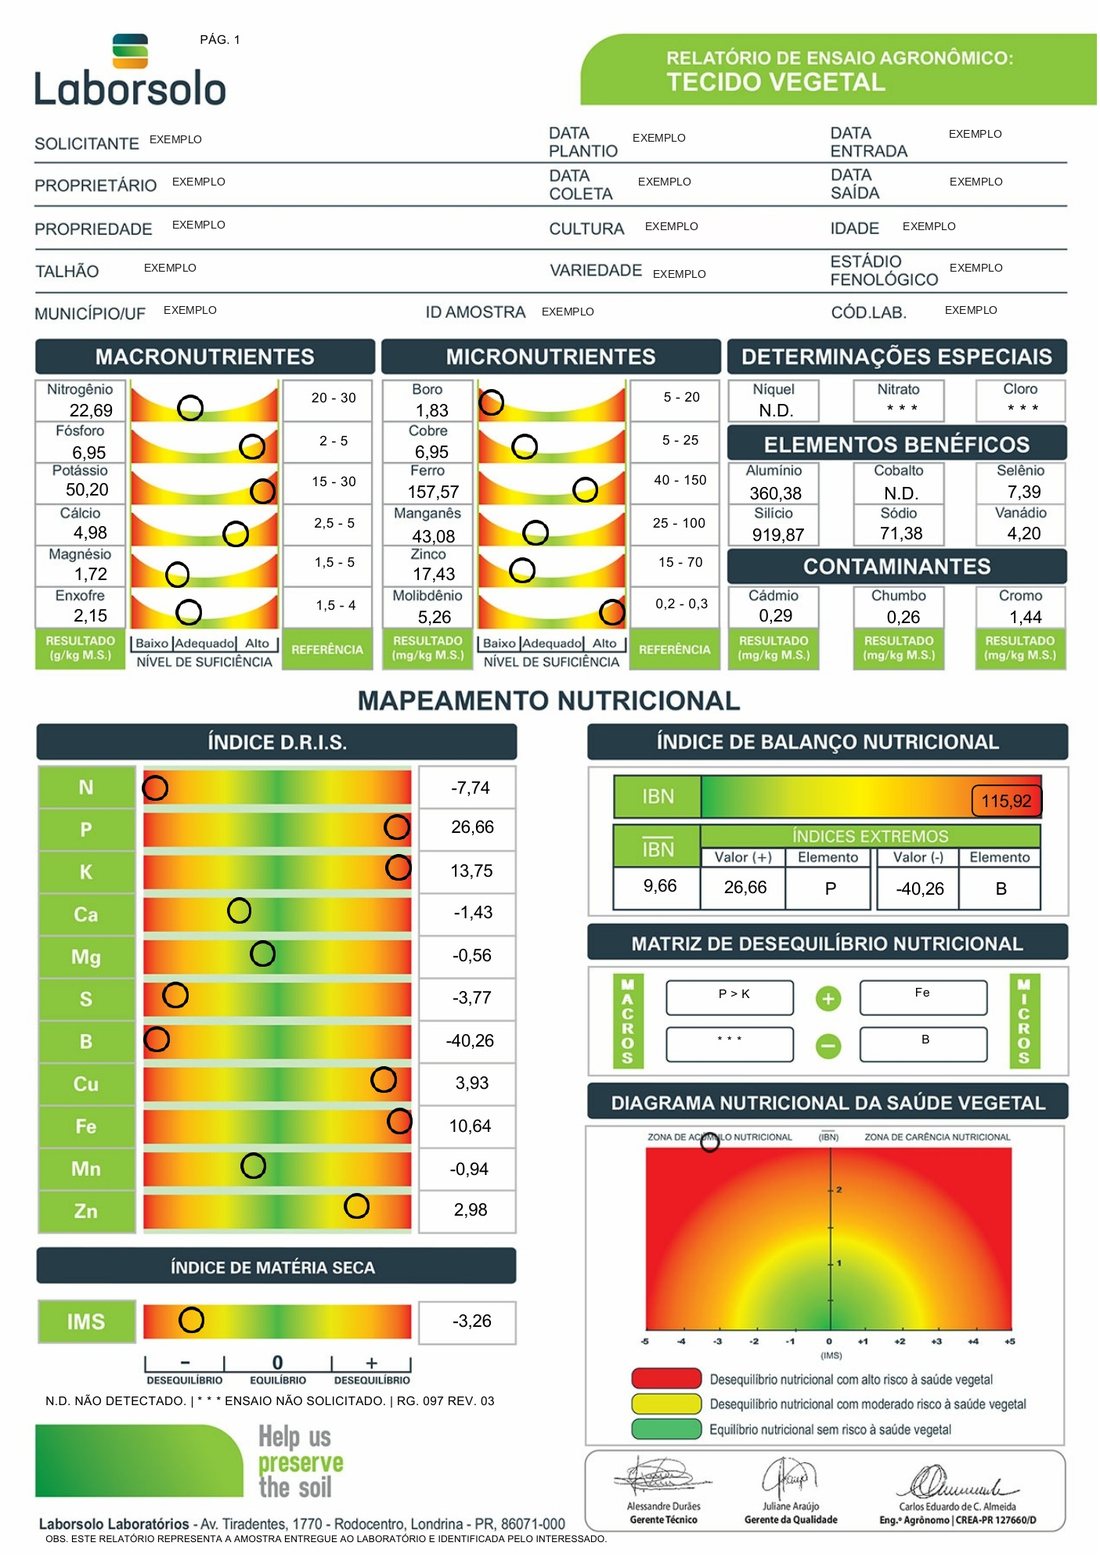 PÁG. 1
Laborsolo
RELATÓRIO DE ENSAIO AGRONÔMICO:
TECIDO VEGETAL
SOLICITANTE EXEMPLO
DATA PLANTIO EXEMPLO
DATA ENTRADA EXEMPLO
PROPRIETÁRIO EXEMPLO
DATA COLETA EXEMPLO
DATA SAÍDA EXEMPLO
PROPRIEDADE EXEMPLO
CULTURA EXEMPLO
IDADE EXEMPLO
TALHÃO EXEMPLO
VARIEDADE EXEMPLO
ESTÁDIO FENOLÓGICO EXEMPLO
MUNICÍPIO/UF EXEMPLO
ID AMOSTRA EXEMPLO
CÓD.LAB. EXEMPLO
MACRONUTRIENTES
Nitrogênio
22,69
20 - 30
Fósforo
6,95
2 - 5
Potássio
50,20
15 - 30
Cálcio
4,98
2,5 - 5
Magnésio
1,72
1,5 - 5
Enxofre
2,15
1,5 - 4
RESULTADO
(g/kg M.S.)
Baixo Adequado Alto
NÍVEL DE SUFICIÊNCIA
REFERÊNCIA
MICRONUTRIENTES
Boro
1,83
5 - 20
Cobre
6,95
5 - 25
Ferro
157,57
40 - 150
Manganês
43,08
25 - 100
Zinco
17,43
15 - 70
Molibdênio
5,26
0,2 - 0,3
RESULTADO
(mg/kg M.S.)
Baixo Adequado Alto
NÍVEL DE SUFICIÊNCIA
REFERÊNCIA
DETERMINAÇÕES ESPECIAIS
Níquel Nitrato Cloro
N.D. * * * * * *
ELEMENTOS BENÉFICOS
Alumínio Cobalto Selênio
360,38 N.D. 7,39
Silício Sódio Vanádio
919,87 71,38 4,20
CONTAMINANTES
Cádmio Chumbo Cromo
0,29 0,26 1,44
RESULTADO RESULTADO RESULTADO
(mg/kg M.S.) (mg/kg M.S.) (mg/kg M.S.)
MAPEAMENTO NUTRICIONAL
ÍNDICE D.R.I.S.
N -7,74
P 26,66
K 13,75
Ca -1,43
Mg -0,56
S -3,77
B -40,26
Cu 3,93
Fe 10,64
Mn -0,94
Zn 2,98
ÍNDICE DE MATÉRIA SECA
IMS -3,26
− 0 +
DESEQUILÍBRIO EQUILÍBRIO DESEQUILÍBRIO
N.D. NÃO DETECTADO. | * * * ENSAIO NÃO SOLICITADO. | RG. 097 REV. 03
ÍNDICE DE BALANÇO NUTRICIONAL
IBN 115,92
IBN ÍNDICES EXTREMOS
Valor (+) Elemento Valor (-) Elemento
9,66 26,66 P -40,26 B
MATRIZ DE DESEQUILÍBRIO NUTRICIONAL
MACROS
P > K + Fe
* * * − B
MICROS
DIAGRAMA NUTRICIONAL DA SAÚDE VEGETAL
ZONA DE ACÚMULO NUTRICIONAL (IBN) ZONA DE CARÊNCIA NUTRICIONAL
2
1
-5 -4 -3 -2 -1 0 +1 +2 +3 +4 +5
(IMS)
Desequilíbrio nutricional com alto risco à saúde vegetal
Desequilíbrio nutricional com moderado risco à saúde vegetal
Equilíbrio nutricional sem risco à saúde vegetal
Help us
preserve
the soil
Alessandre Durães
Gerente Técnico
Juliane Araújo
Gerente da Qualidade
Carlos Eduardo de C. Almeida
Eng.º Agrônomo | CREA-PR 127660/D
Laborsolo Laboratórios - Av. Tiradentes, 1770 - Rodocentro, Londrina - PR, 86071-000
OBS. ESTE RELATÓRIO REPRESENTA A AMOSTRA ENTREGUE AO LABORATÓRIO E IDENTIFICADA PELO INTERESSADO.